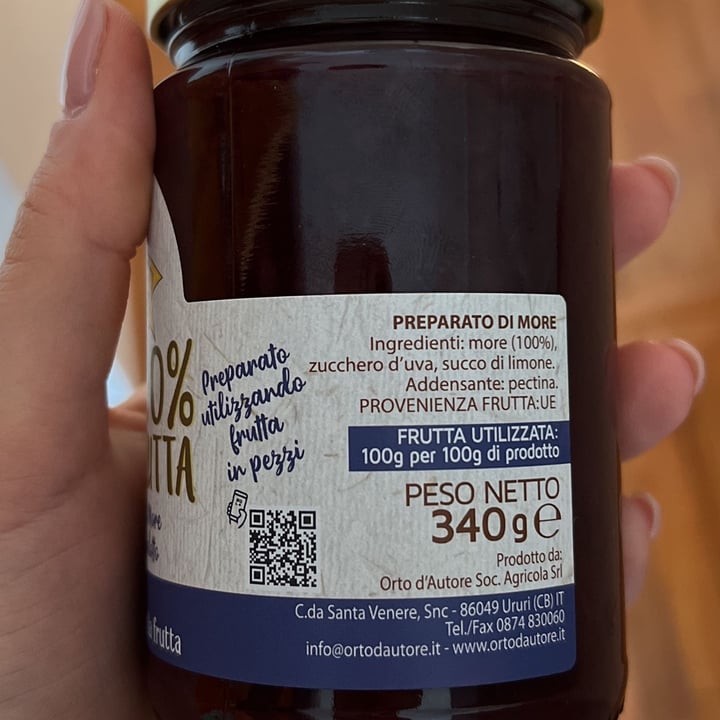 0%
Preparato
utilizzando
frutta
in pezzi
PREPARATO DI MORE
Ingredienti: more (100%),
zucchero d'uva, succo di limone.
Addensante: pectina.
PROVENIENZA FRUTTA:UE
FRUTTA UTILIZZATA:
100g per 100g di prodotto
PESO NETTO
340g e
Prodotto da:
Orto d'Autore Soc. Agricola Srl
C.da Santa Venere, Snc - 86049 Ururi (CB) IT
Tel./Fax 0874 830060
info@ortodautore.it - www.ortodautore.it
frutta